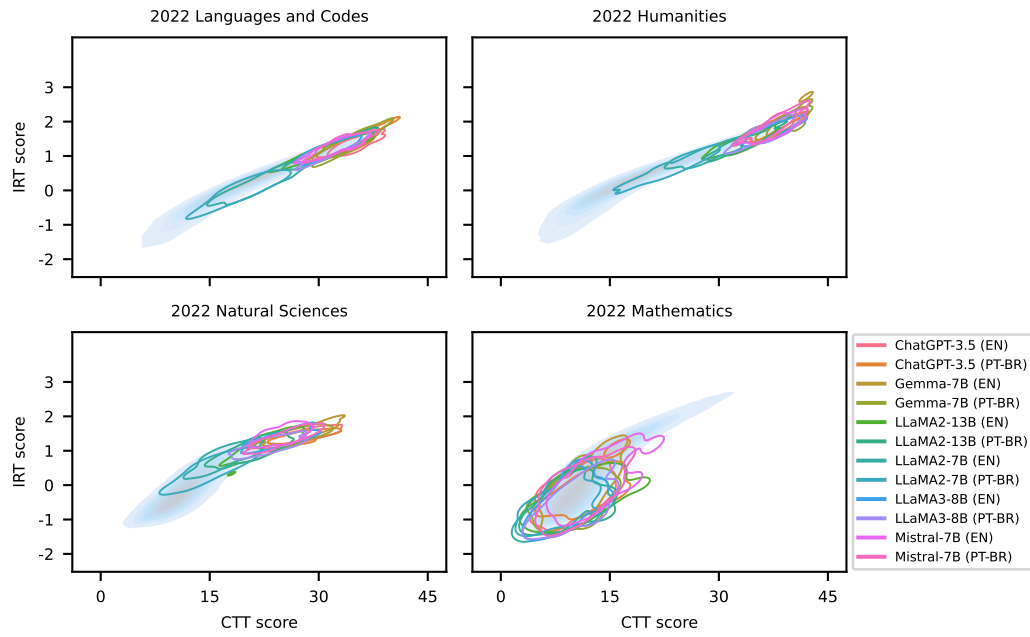 2022 Languages and Codes
2022 Humanities
IRT score
3
2
1
0
-1
-2
2022 Natural Sciences
2022 Mathematics
IRT score
3
2
1
0
-1
-2
0
15
30
45
CTT score
0
15
30
45
CTT score
ChatGPT-3.5 (EN)
ChatGPT-3.5 (PT-BR)
Gemma-7B (EN)
Gemma-7B (PT-BR)
LLaMA2-13B (EN)
LLaMA2-13B (PT-BR)
LLaMA2-7B (EN)
LLaMA2-7B (PT-BR)
LLaMA3-8B (EN)
LLaMA3-8B (PT-BR)
Mistral-7B (EN)
Mistral-7B (PT-BR)